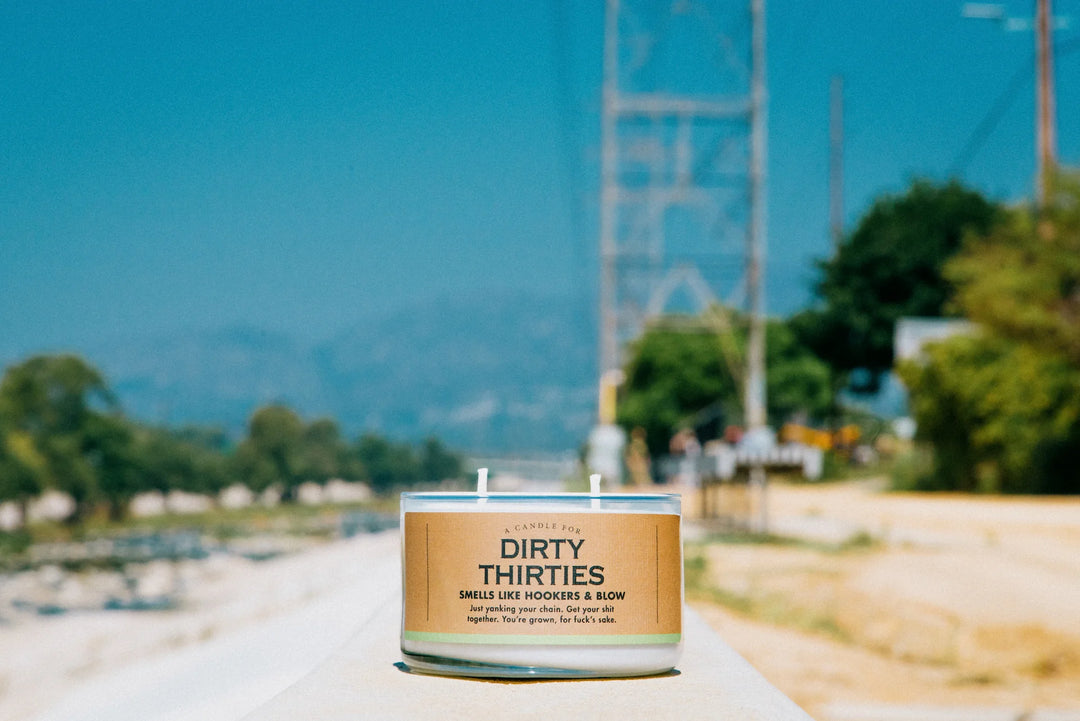 A CANDLE FOR
DIRTY
THIRTIES
SMELLS LIKE HOOKERS & BLOW
Just yanking your chain. Get your shit
together. You're grown, for fuck's sake.